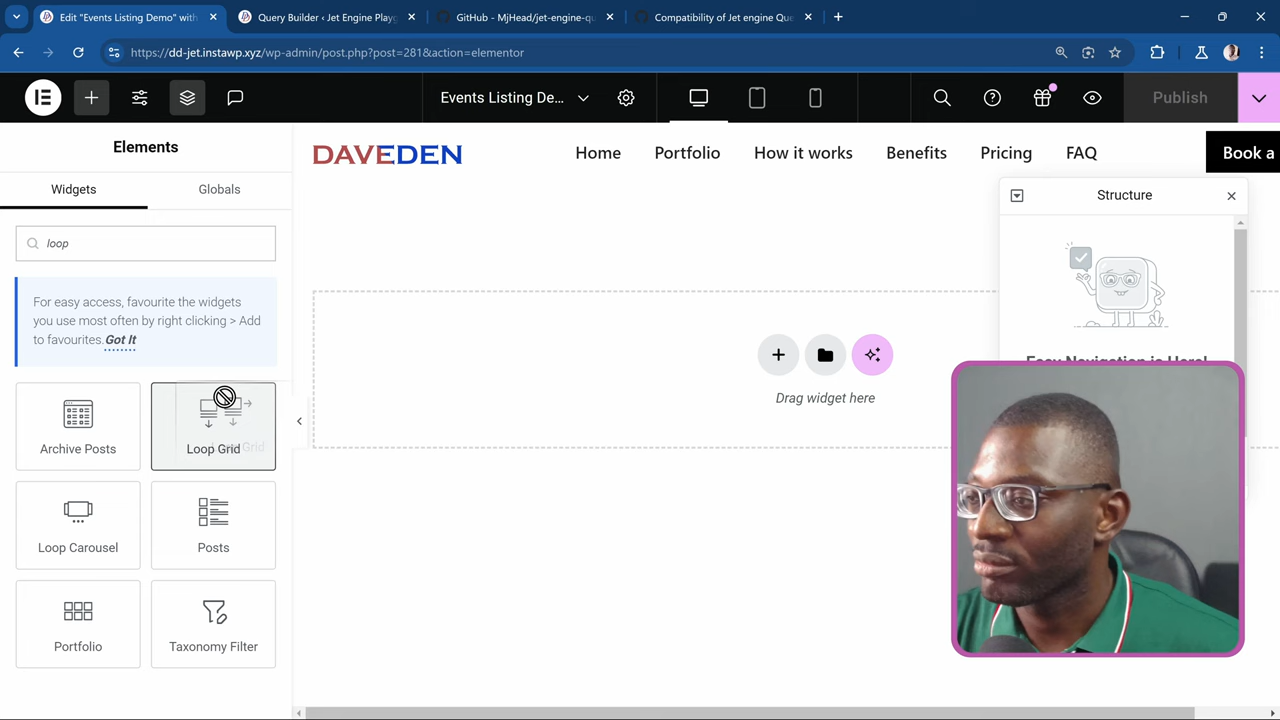 "Events Listing Demo" with
Query Builder ‹ Jet Engine Playg
GitHub - MjHead/jet-engine-qu
Compatibility of Jet engine Que
https://dd-jet.instawp.xyz/wp-admin/post.php?post=281&action=elementor
Events Listing De...
Publish
Elements
Widgets
Globals
loop
For easy access, favourite the widgets
you use most often by right clicking > Add
to favourites. Got It
Archive Posts
Loop Grid
Loop Carousel
Posts
Portfolio
Taxonomy Filter
DAVEDEN
Home
Portfolio
How it works
Benefits
Pricing
FAQ
Book a
Drag widget here
Structure
Easy Navigation is Here!